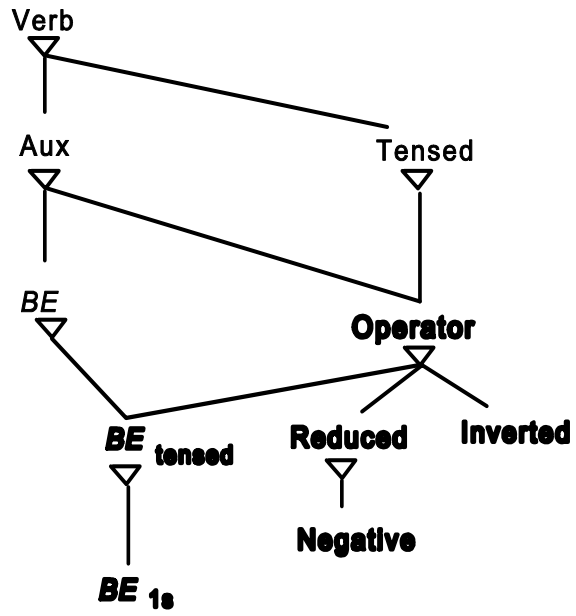 Verb
Aux
Tensed
BE
Operator
BE tensed
Reduced
Inverted
Negative
BE 1s